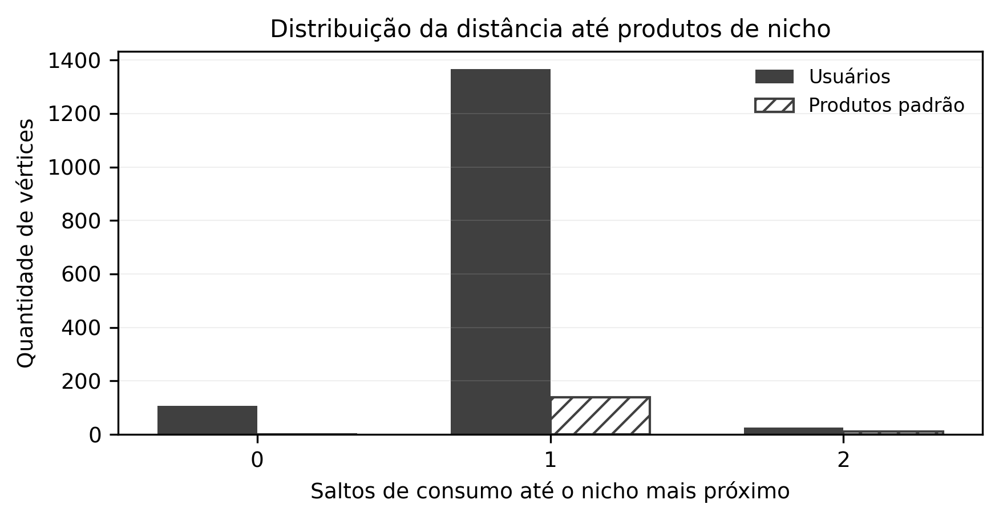 Distribuição da distância até produtos de nicho
Usuários
Produtos padrão
Quantidade de vértices
1400
1200
1000
800
600
400
200
0
0 1 2
Saltos de consumo até o nicho mais próximo